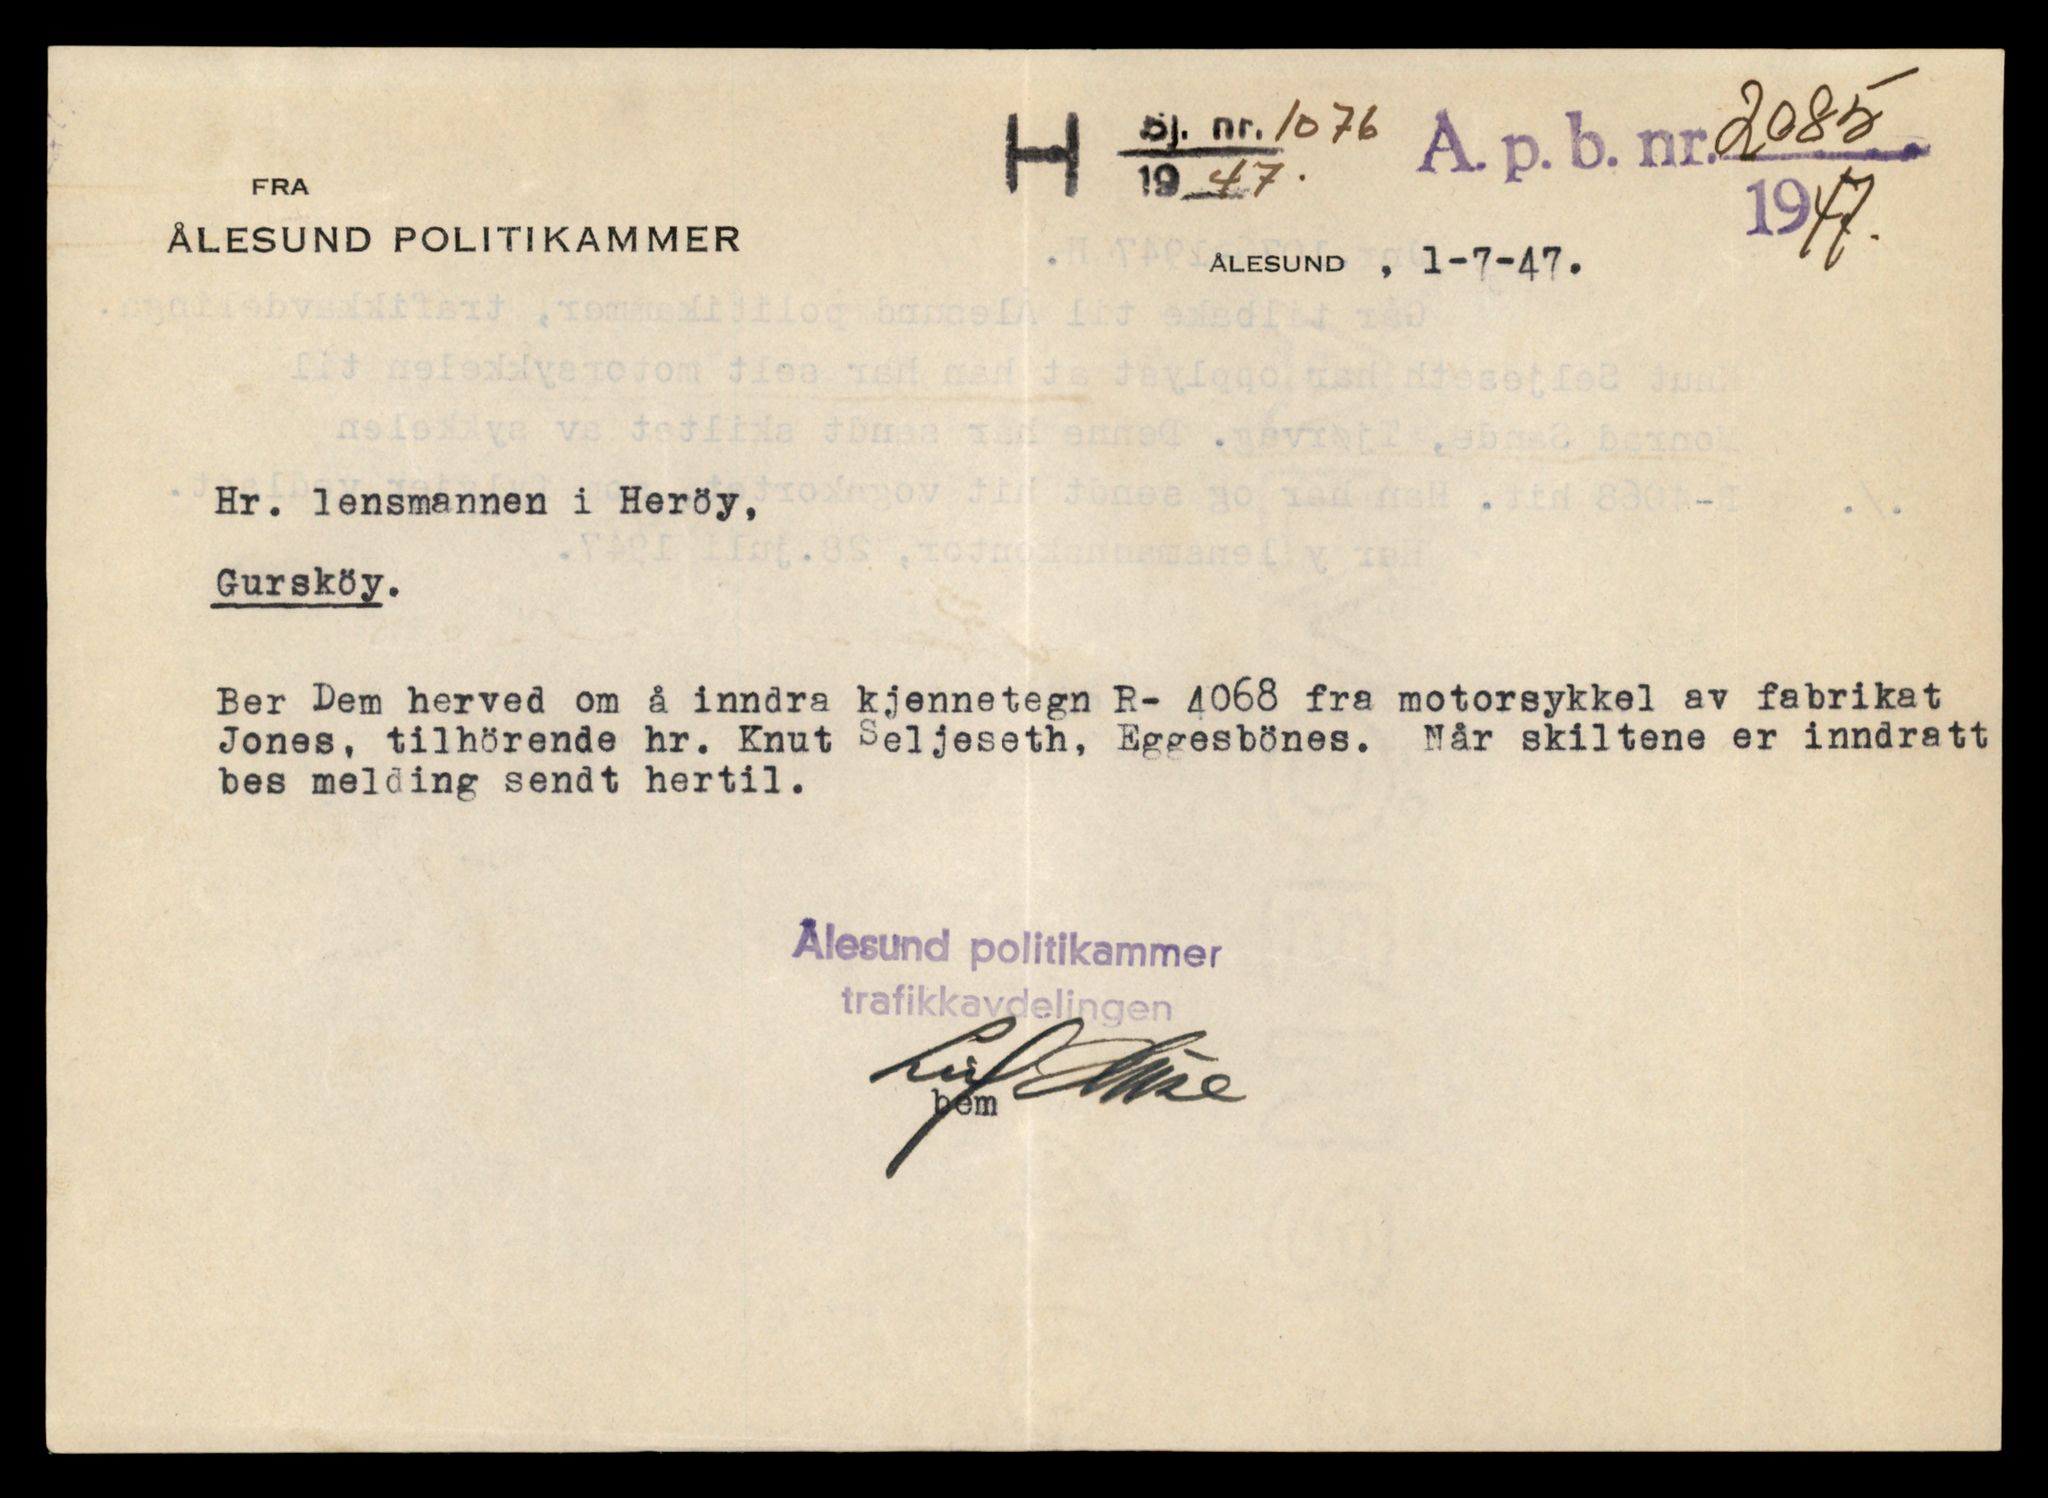 H Bj. nr. 1076
19 47.
A. p. b. nr. 2085
1947.
FRA
ÅLESUND POLITIKAMMER
ÅLESUND , 1-7-47.
Hr. lensmannen i Heröy,
Gursköy.
Ber Dem herved om å inndra kjennetegn R- 4068 fra motorsykkel av fabrikat
Jones, tilhörende hr. Knut Seljeseth, Eggesbönes. Når skiltene er inndratt
bes melding sendt hertil.
Ålesund politikammer
trafikkavdelingen
bem